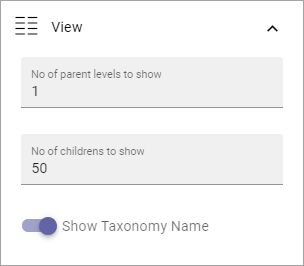 View
No of parent levels to show
1
No of childrens to show
50
Show Taxonomy Name